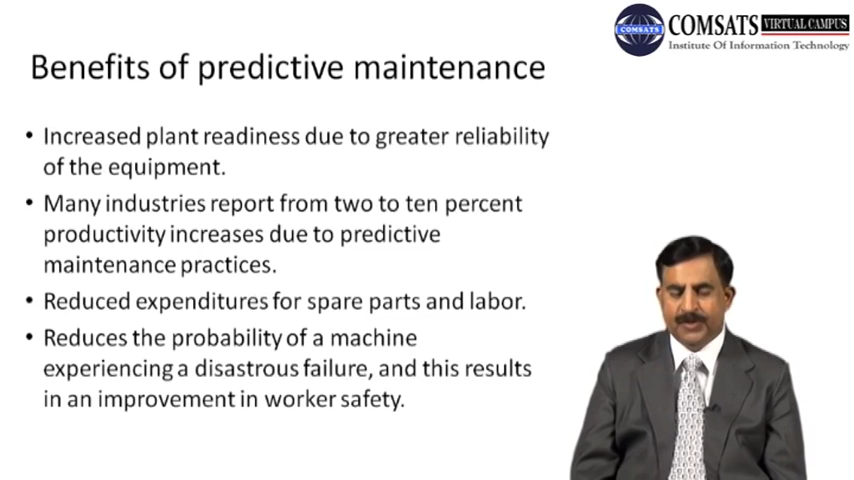 COMSATS VIRTUAL CAMPUS
COMSATS
Institute Of Information Technology
Benefits of predictive maintenance
• Increased plant readiness due to greater reliability
of the equipment.
• Many industries report from two to ten percent
productivity increases due to predictive
maintenance practices.
• Reduced expenditures for spare parts and labor.
• Reduces the probability of a machine
experiencing a disastrous failure, and this results
in an improvement in worker safety.